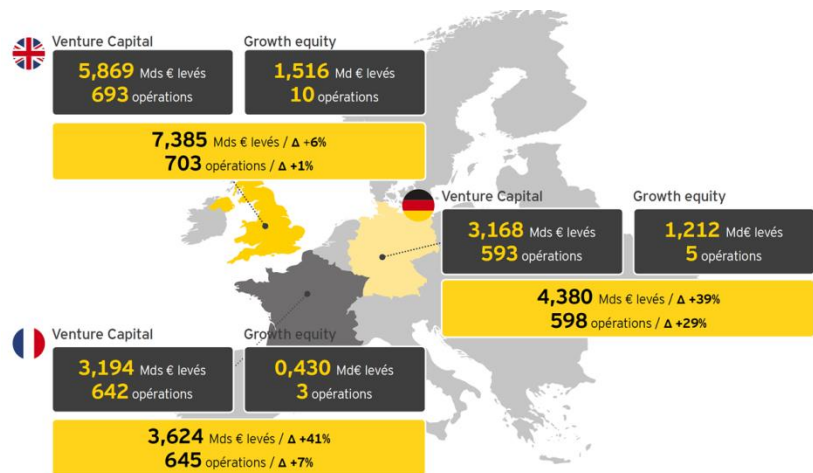 Venture Capital
Growth equity
5,869 Mds € levés
693 opérations
1,516 Md € levés
10 opérations
7,385 Mds € levés / Δ +6%
703 opérations / Δ +1%
Venture Capital
Growth equity
3,168 Mds € levés
593 opérations
1,212 Md€ levés
5 opérations
4,380 Mds € levés / Δ +39%
598 opérations / Δ +29%
Venture Capital
Growth equity
3,194 Mds € levés
642 opérations
0,430 Md€ levés
3 opérations
3,624 Mds € levés / Δ +41%
645 opérations / Δ +7%